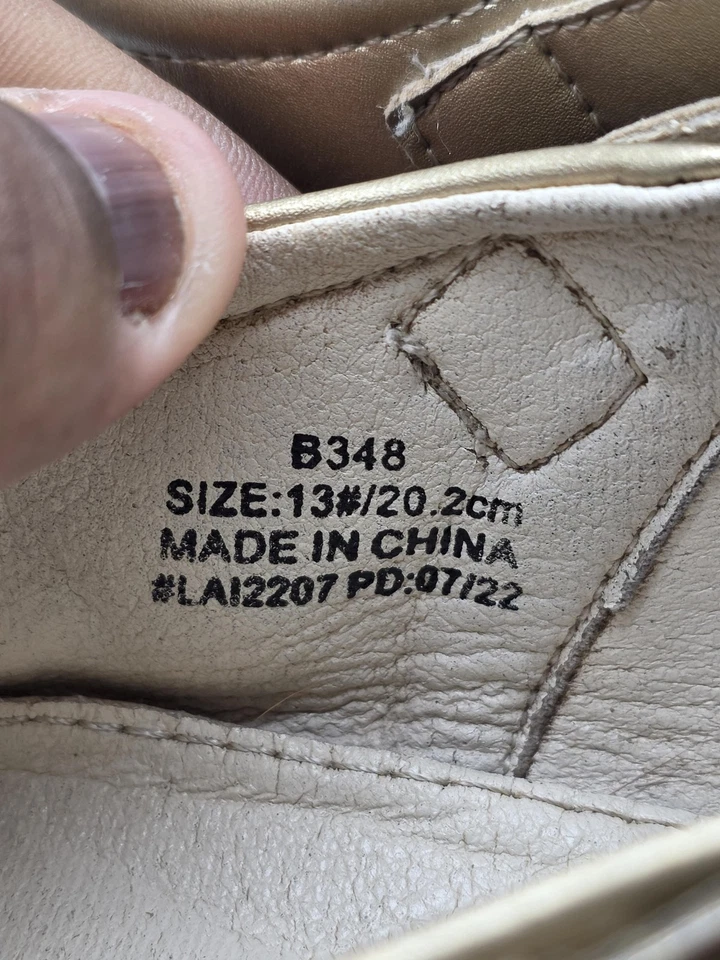 B348
SIZE:13#/20.2cm
MADE IN CHINA
#LAI2207 PD:07/22